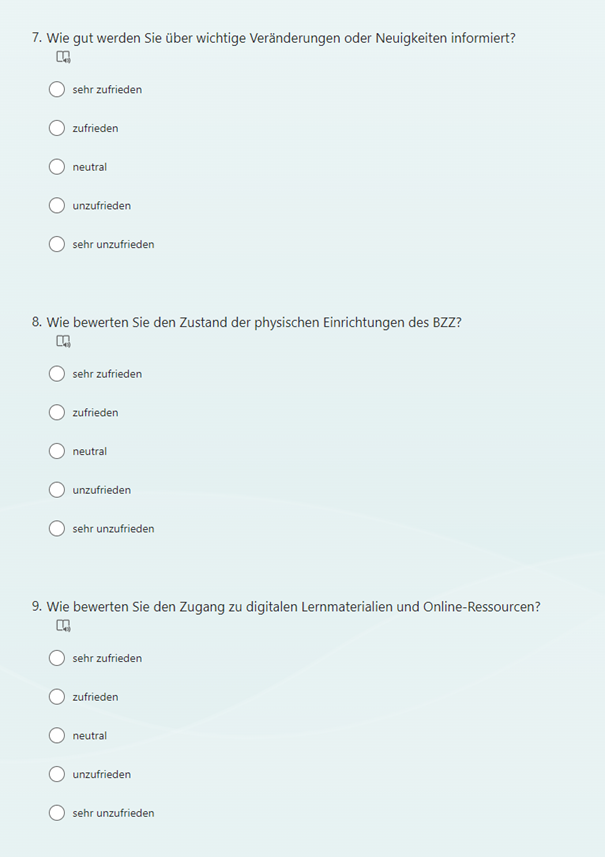 7. Wie gut werden Sie über wichtige Veränderungen oder Neuigkeiten informiert?
sehr zufrieden
zufrieden
neutral
unzufrieden
sehr unzufrieden
8. Wie bewerten Sie den Zustand der physischen Einrichtungen des BZZ?
sehr zufrieden
zufrieden
neutral
unzufrieden
sehr unzufrieden
9. Wie bewerten Sie den Zugang zu digitalen Lernmaterialien und Online-Ressourcen?
sehr zufrieden
zufrieden
neutral
unzufrieden
sehr unzufrieden